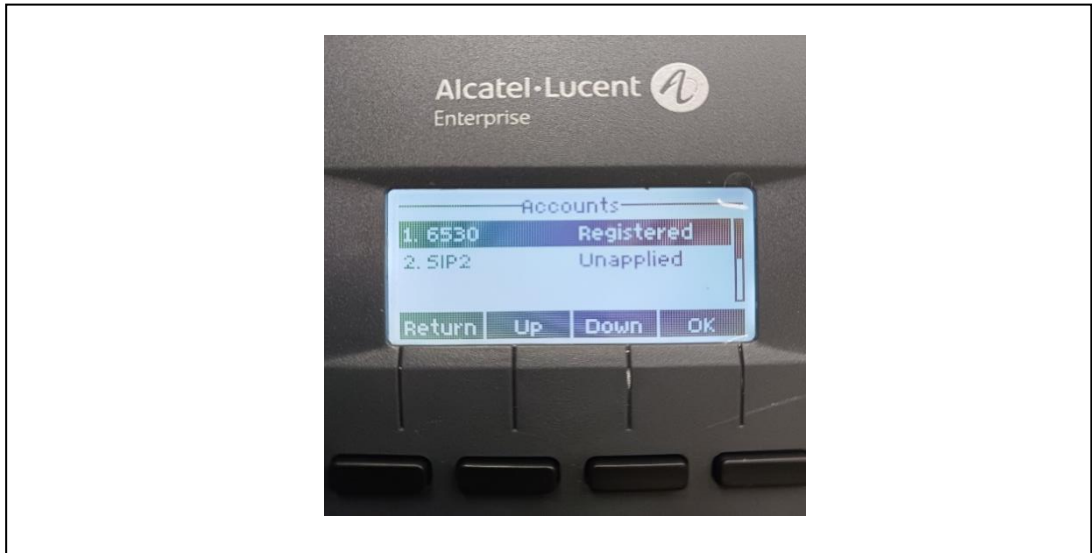 Alcatel·Lucent
Enterprise
Accounts
1. 6530 Registered
2. SIP2 Unapplied
Return Up Down OK